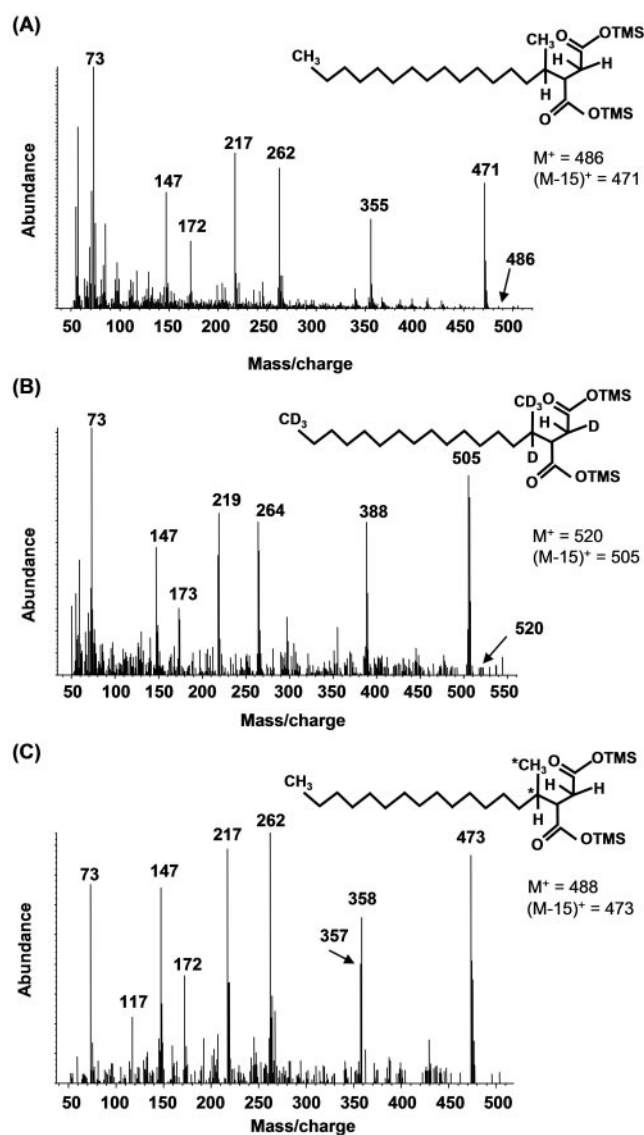 (A)
73
CH3
CH3
O
OTMS
H
H
H
O
OTMS
M+ = 486
(M-15)+ = 471
147
172
217
262
355
471
486
Abundance
50 100 150 200 250 300 350 400 450 500
Mass/charge
(B)
73
CD3
CD3
O
OTMS
H
D
D
O
OTMS
M+ = 520
(M-15)+ = 505
147
173
219
264
388
505
520
Abundance
50 100 150 200 250 300 350 400 450 500 550
Mass/charge
(C)
*CH3
CH3
*
O
OTMS
H
H
H
O
OTMS
M+ = 488
(M-15)+ = 473
73
117
147
172
217
262
357
358
473
Abundance
50 100 150 200 250 300 350 400 450 500
Mass/charge